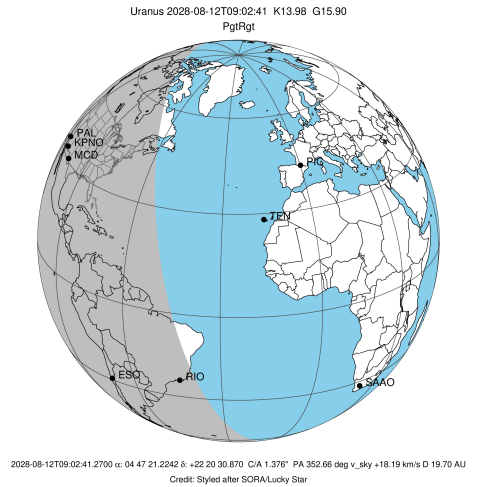 Uranus 2028-08-12T09:02:41 K13.98 G15.90
PgtRgt
PAL
KPNO
MCD
PIC
TEN
ESO
RIO
SAAO
2028-08-12T09:02:41.2700 α: 04 47 21.2242 δ: +22 20 30.870 C/A 1.376" PA 352.66 deg v_sky +18.19 km/s D 19.70 AU
Credit: Styled after SORA/Lucky Star